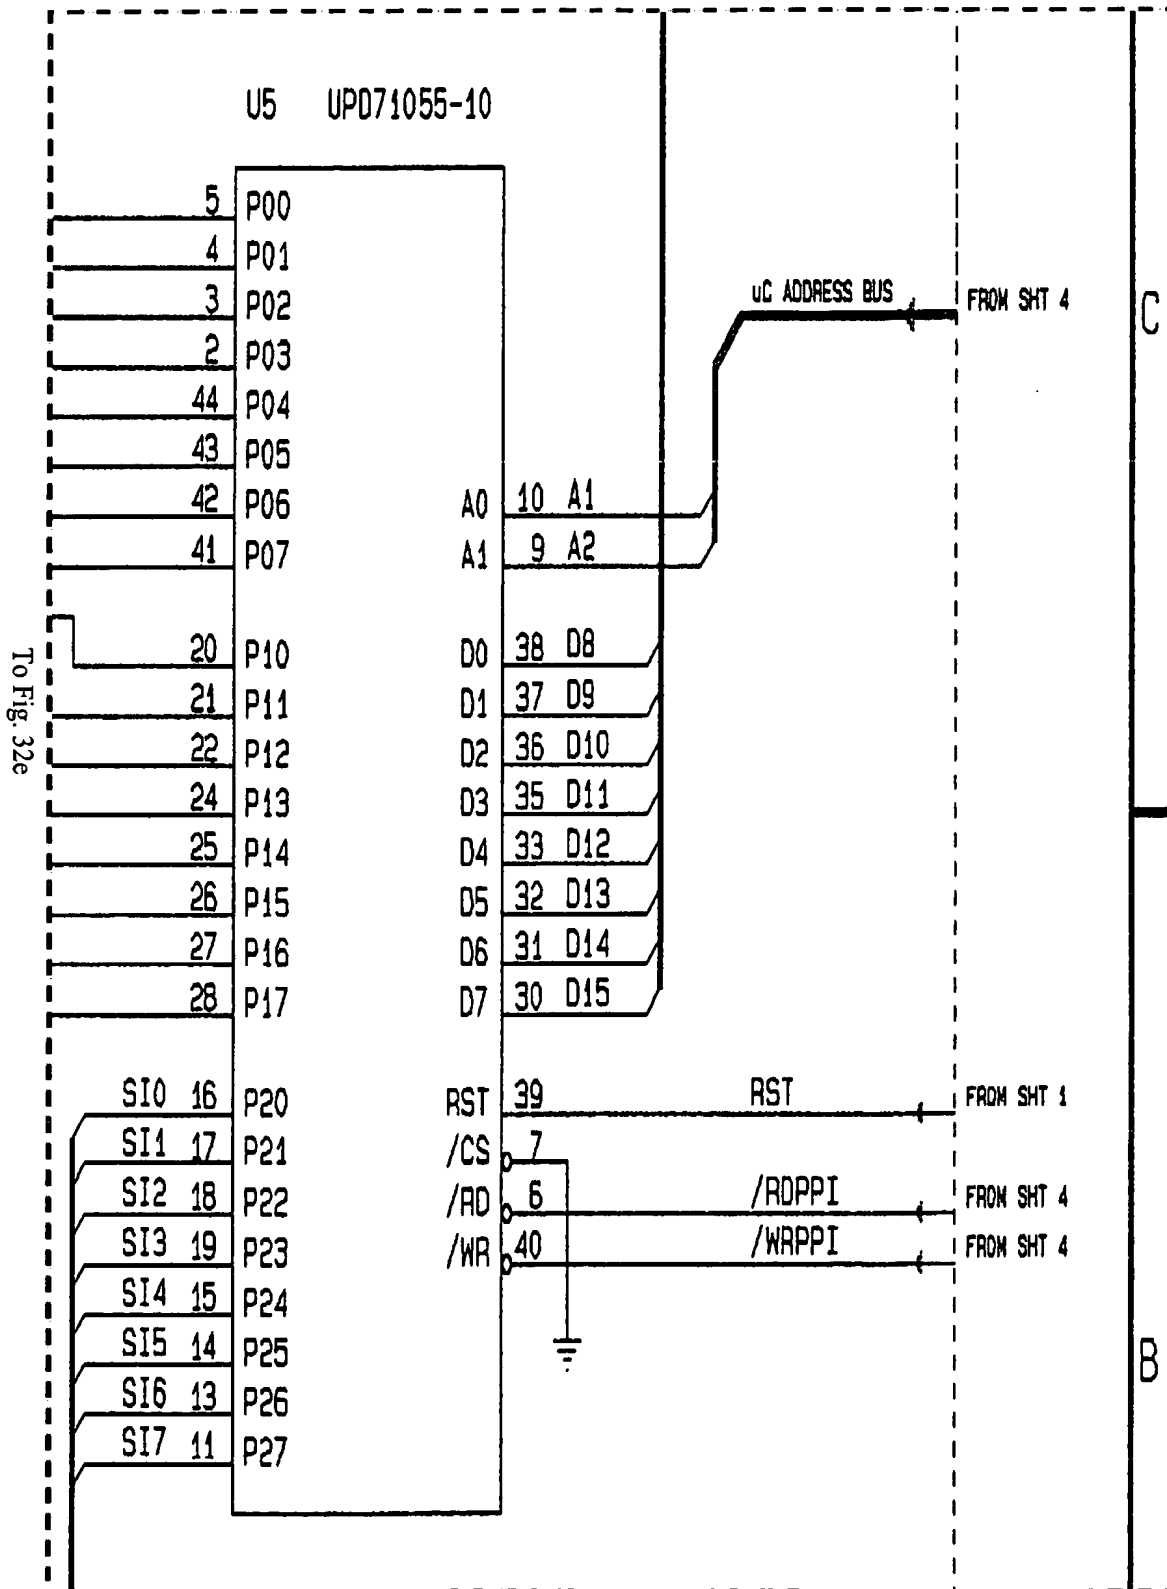 U5 UPD71055-10
5 P00
4 P01
3 P02
uC ADDRESS BUS FROM SHT 4
C
2 P03
44 P04
43 P05
42 P06 A0 10 A1
41 P07 A1 9 A2
20 P10 D0 38 D8
21 P11 D1 37 D9
To Fig. 32e
22 P12 D2 36 D10
24 P13 D3 35 D11
25 P14 D4 33 D12
26 P15 D5 32 D13
27 P16 D6 31 D14
28 P17 D7 30 D15
SI0 16 P20 RST 39 RST FROM SHT 1
SI1 17 P21 /CS 7
SI2 18 P22 /RD 6 /RDPPI FROM SHT 4
SI3 19 P23 /WR 40 /WRPPI FROM SHT 4
SI4 15 P24
SI5 14 P25
B
SI6 13 P26
SI7 11 P27